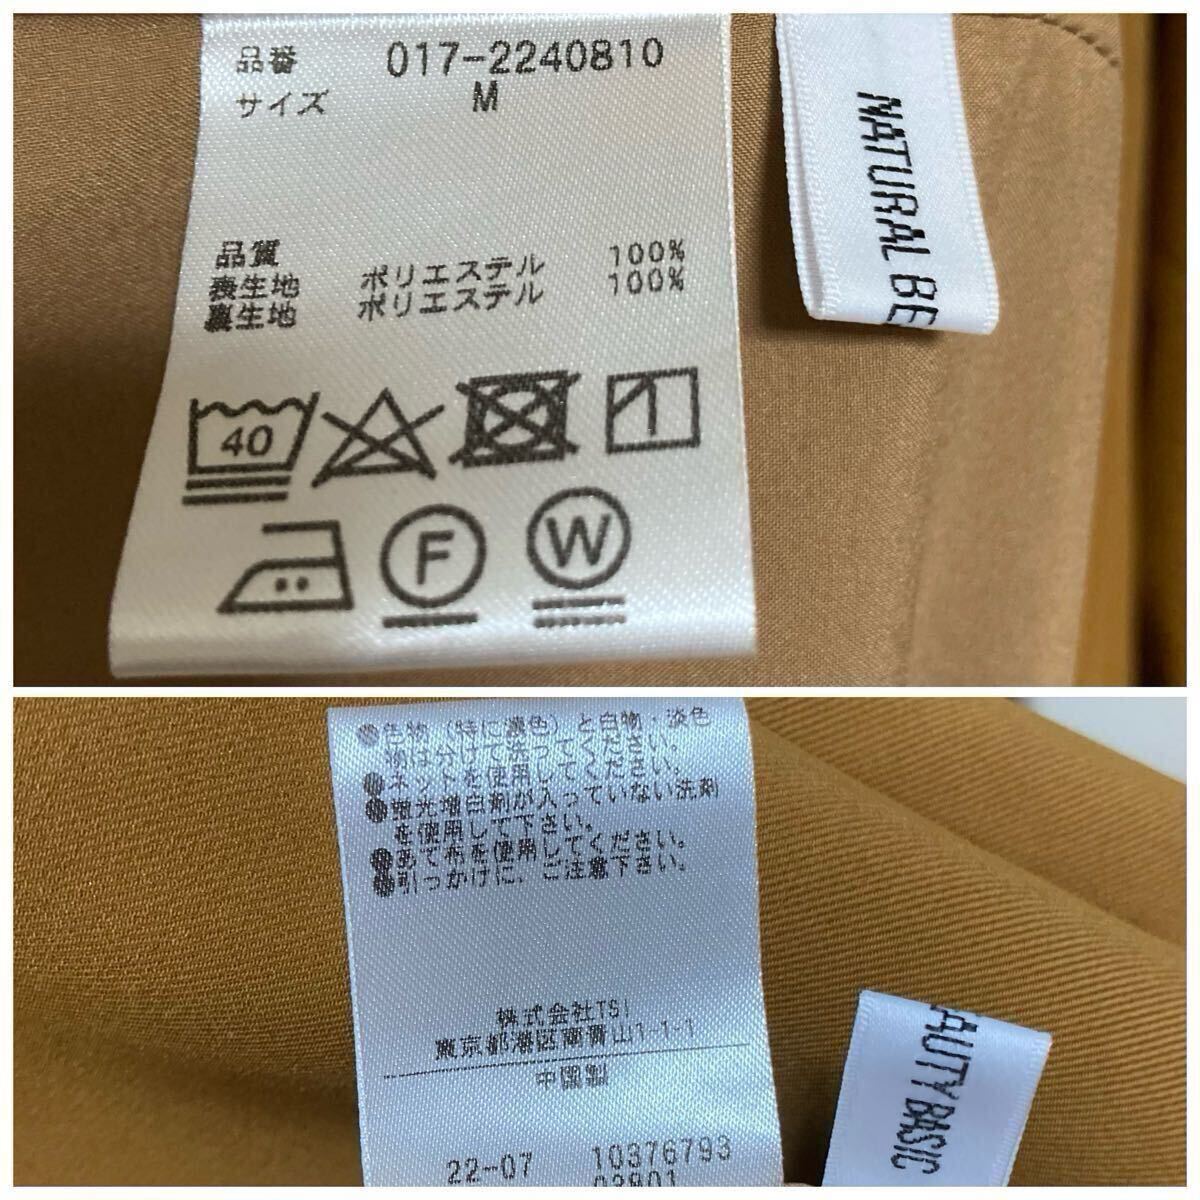 品番 017-2240810
サイズ M
品質
表生地 ポリエステル 100%
裏生地 ポリエステル 100%
40
F
W
NATURAL BE
●色物(特に濃色)と白物・淡色
物は分けて洗ってください。
●ネットを使用してください。
●蛍光増白剤が入っていない洗剤
を使用して下さい。
●あて布を使用してください。
●引っかけに、ご注意下さい。
株式会社TSI
東京都港区南青山1-1-1
中国製
22-07 10376793
AUTY BASIC